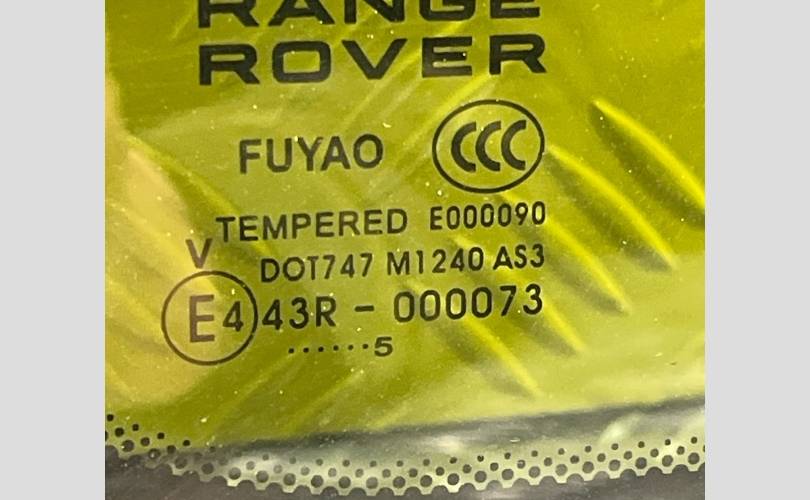 RANGE
ROVER
FUYAO CCC
TEMPERED E000090
V
DOT747 M1240 AS3
E4 43R - 000073
······5